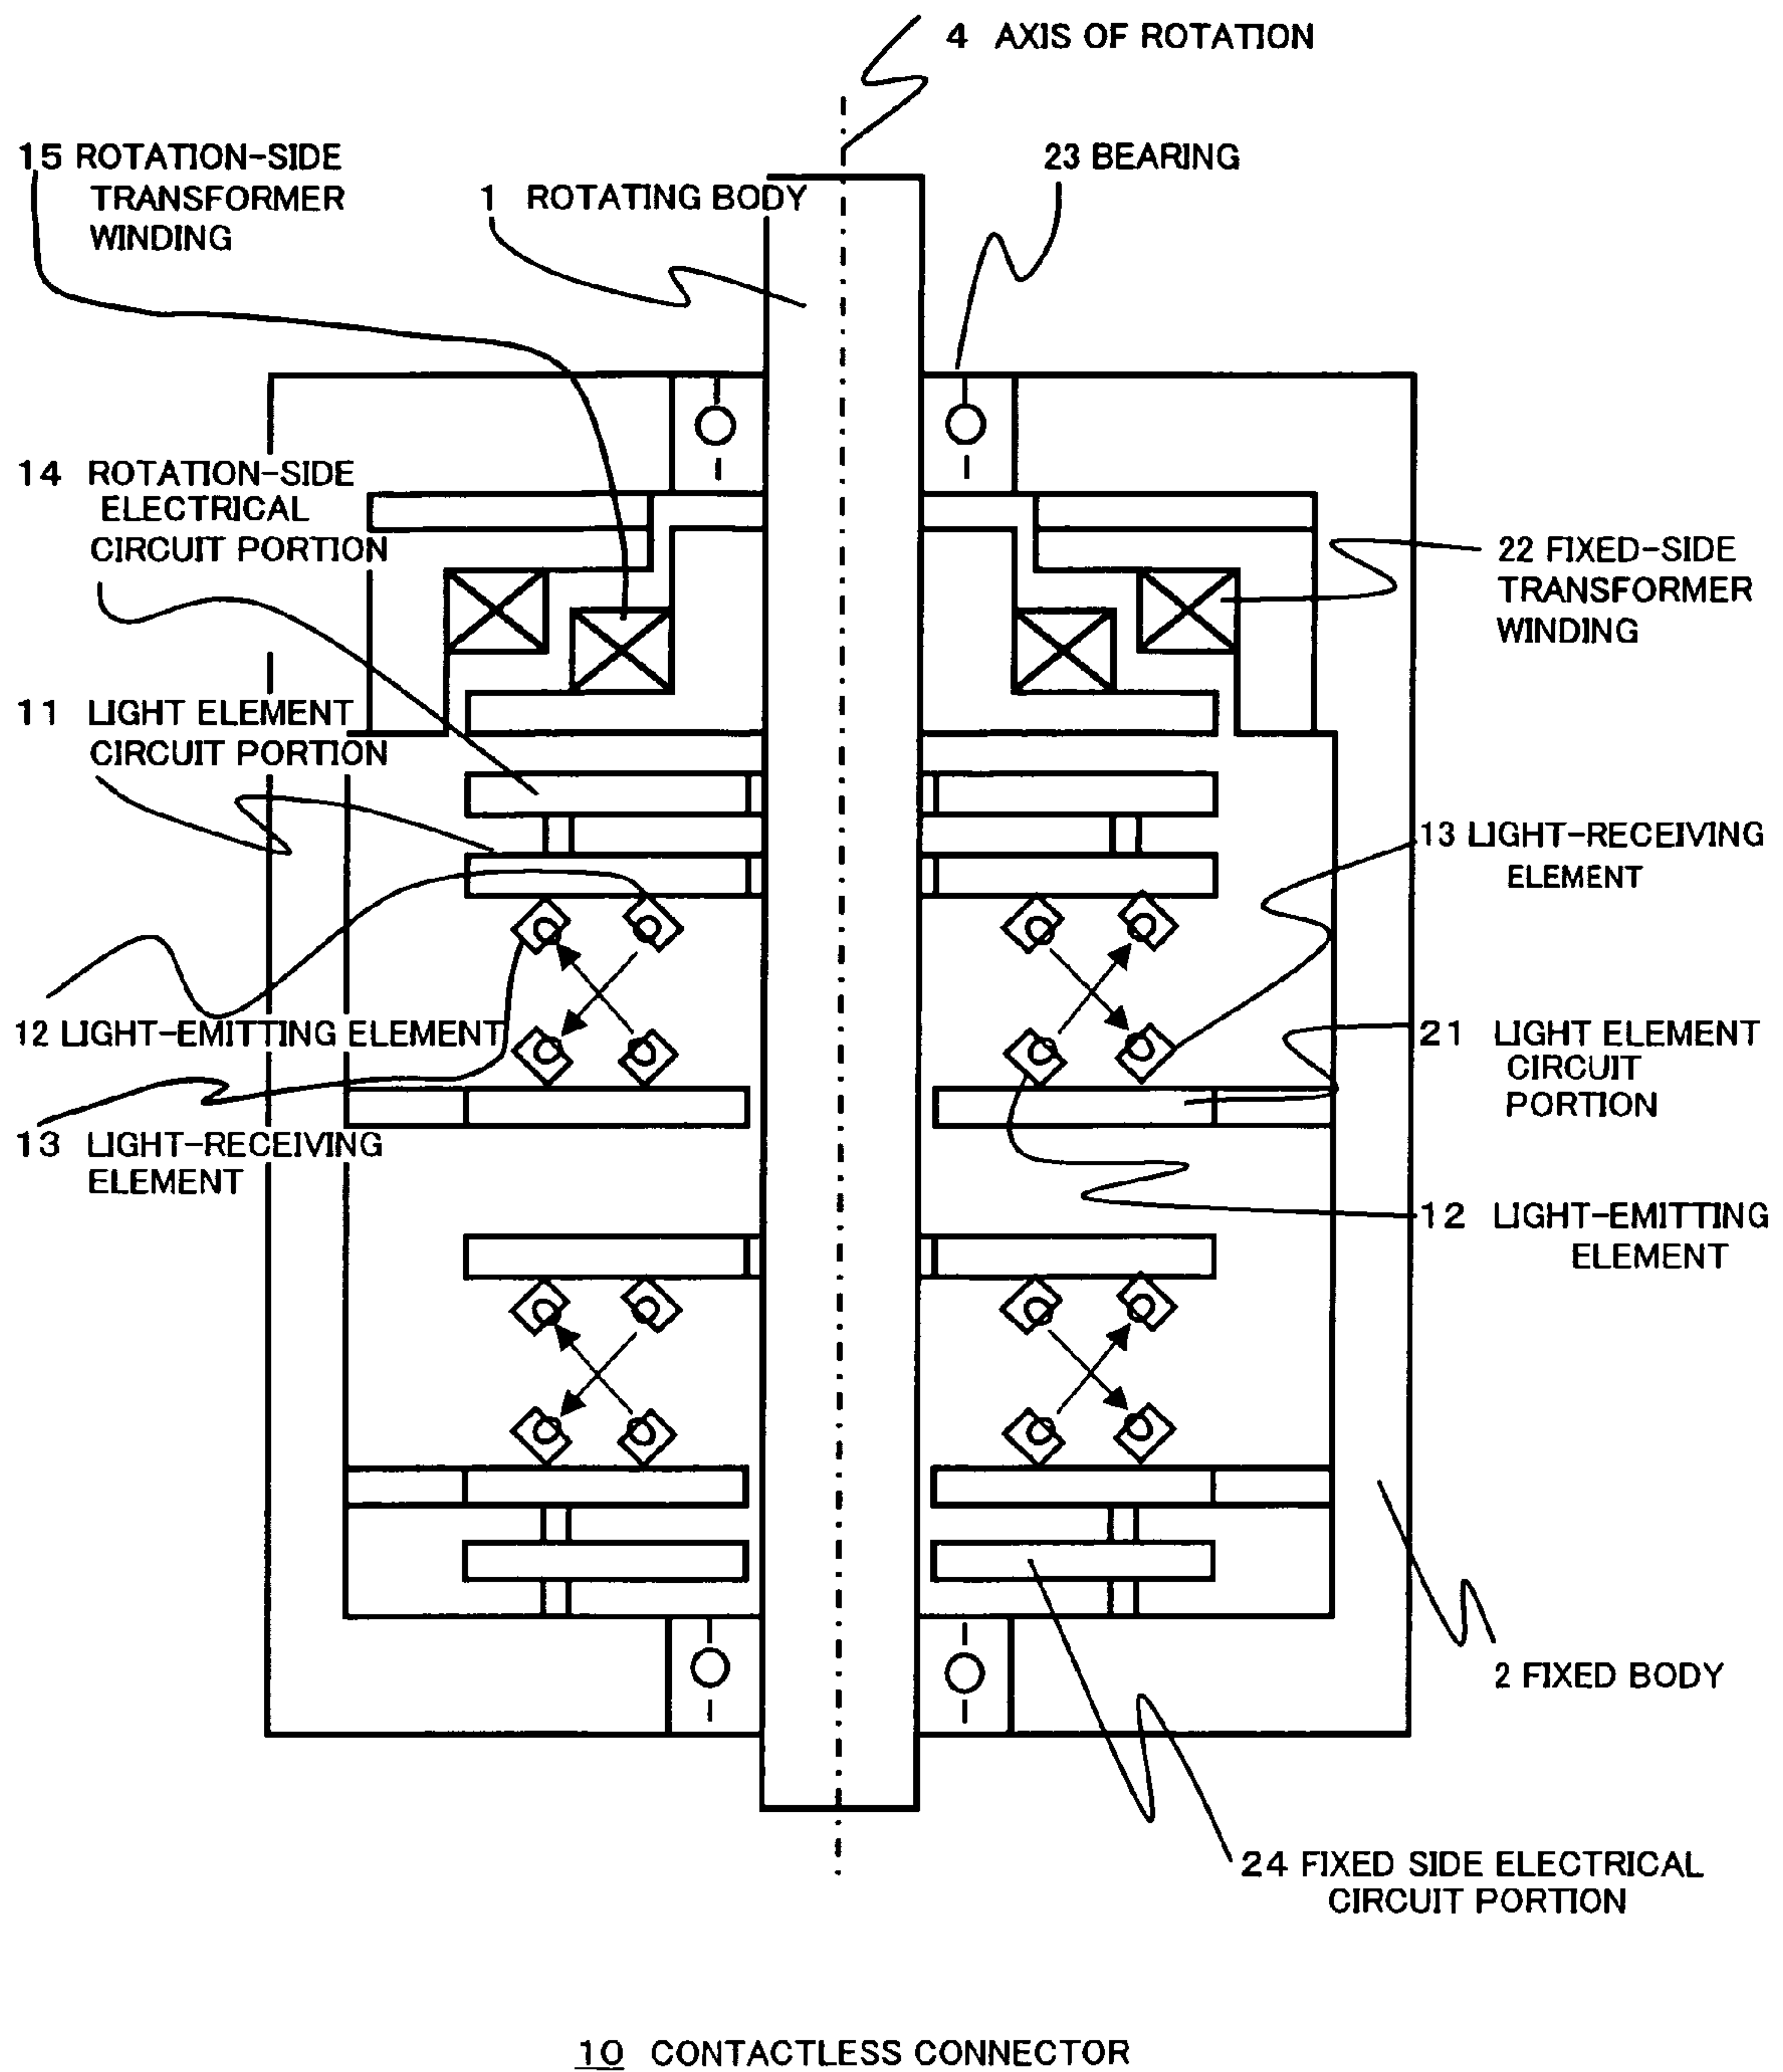 4 AXIS OF ROTATION
15 ROTATION-SIDE
TRANSFORMER
WINDING
1 ROTATING BODY
23 BEARING
14 ROTATION-SIDE
ELECTRICAL
CIRCUIT PORTION
22 FIXED-SIDE
TRANSFORMER
WINDING
11 LIGHT ELEMENT
CIRCUIT PORTION
13 LIGHT-RECEIVING
ELEMENT
12 LIGHT-EMITTING ELEMENT
21 LIGHT ELEMENT
CIRCUIT
PORTION
13 LIGHT-RECEIVING
ELEMENT
12 LIGHT-EMITTING
ELEMENT
2 FIXED BODY
24 FIXED SIDE ELECTRICAL
CIRCUIT PORTION
10 CONTACTLESS CONNECTOR